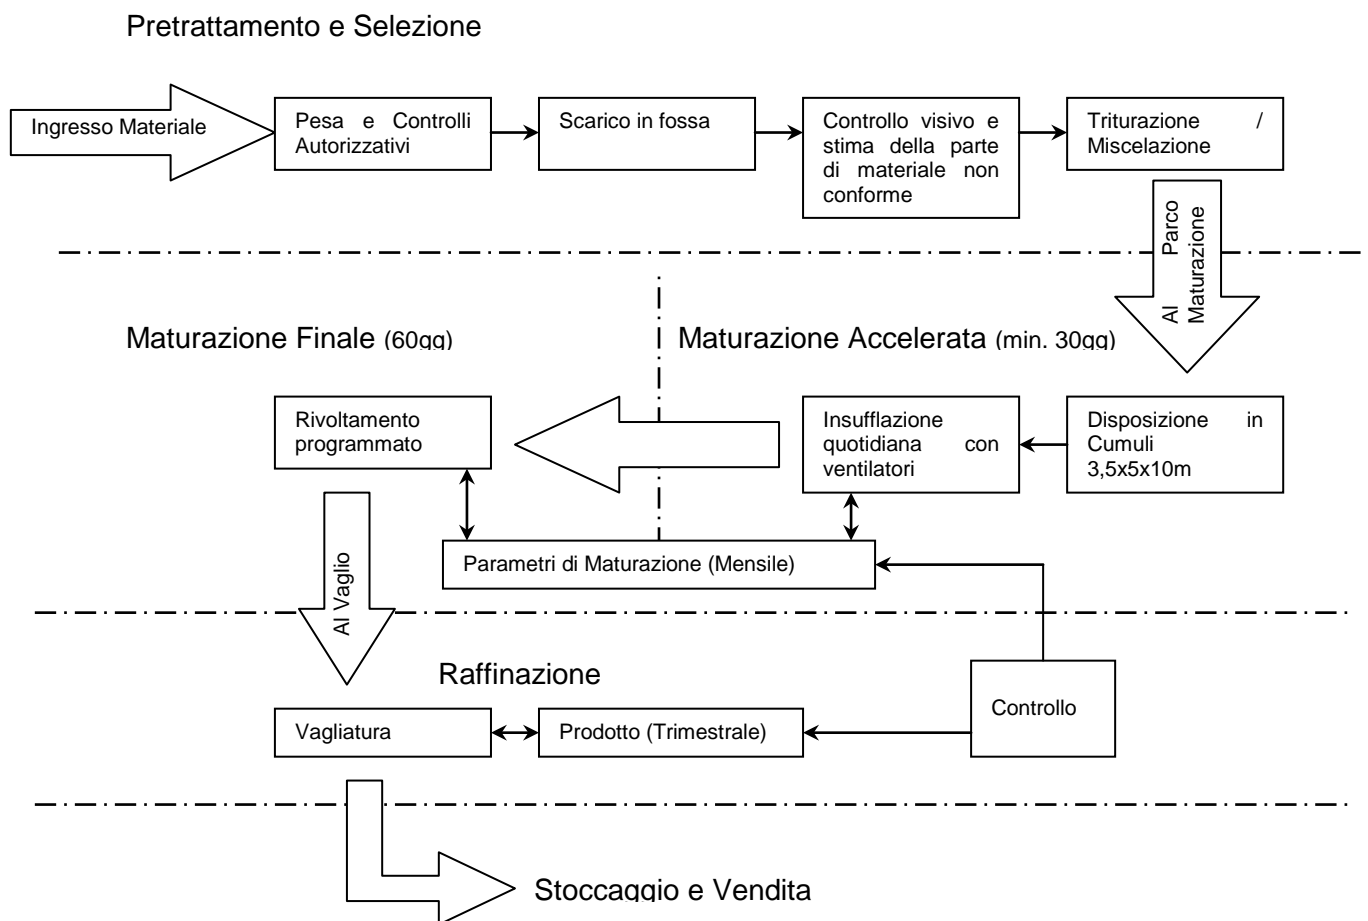 Pretrattamento e Selezione
Ingresso Materiale
Pesa e Controlli
Autorizzativi
Scarico in fossa
Controllo visivo e
stima della parte
di materiale non
conforme
Triturazione /
Miscelazione
Al Parco
Maturazione
Maturazione Finale (60gg)
Maturazione Accelerata (min. 30gg)
Rivoltamento
programmato
Insufflazione
quotidiana con
ventilatori
Disposizione in
Cumuli
3,5x5x10m
Parametri di Maturazione (Mensile)
Al Vaglio
Raffinazione
Controllo
Vagliatura
Prodotto (Trimestrale)
Stoccaggio e Vendita